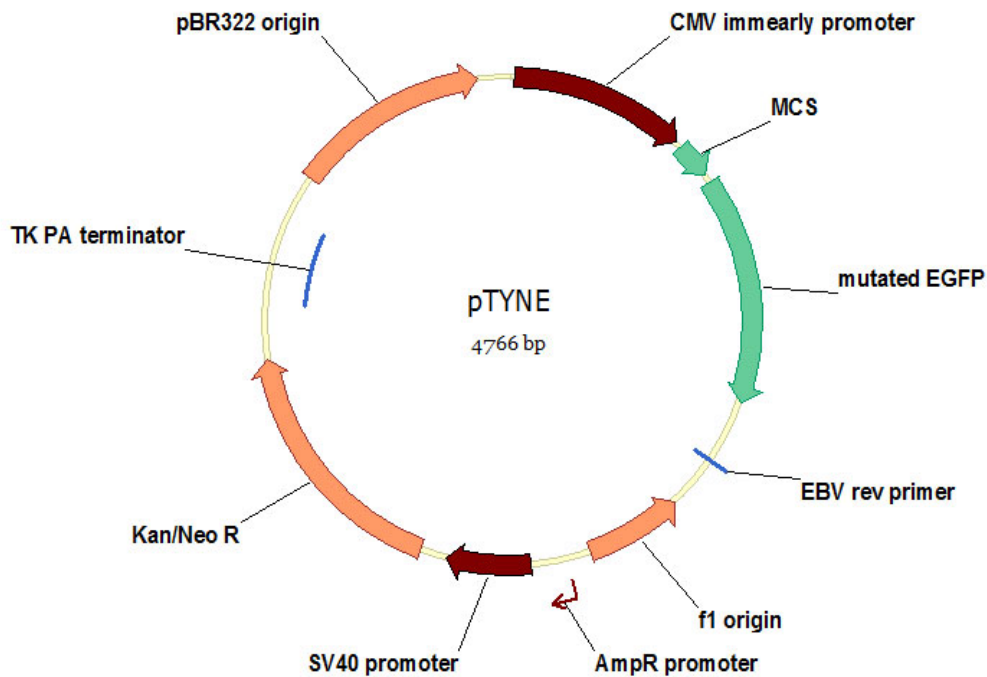 pBR322 origin
CMV immearly promoter
MCS
TK PA terminator
mutated EGFP
pTYNE
4766 bp
EBV rev primer
Kan/Neo R
f1 origin
SV40 promoter
AmpR promoter